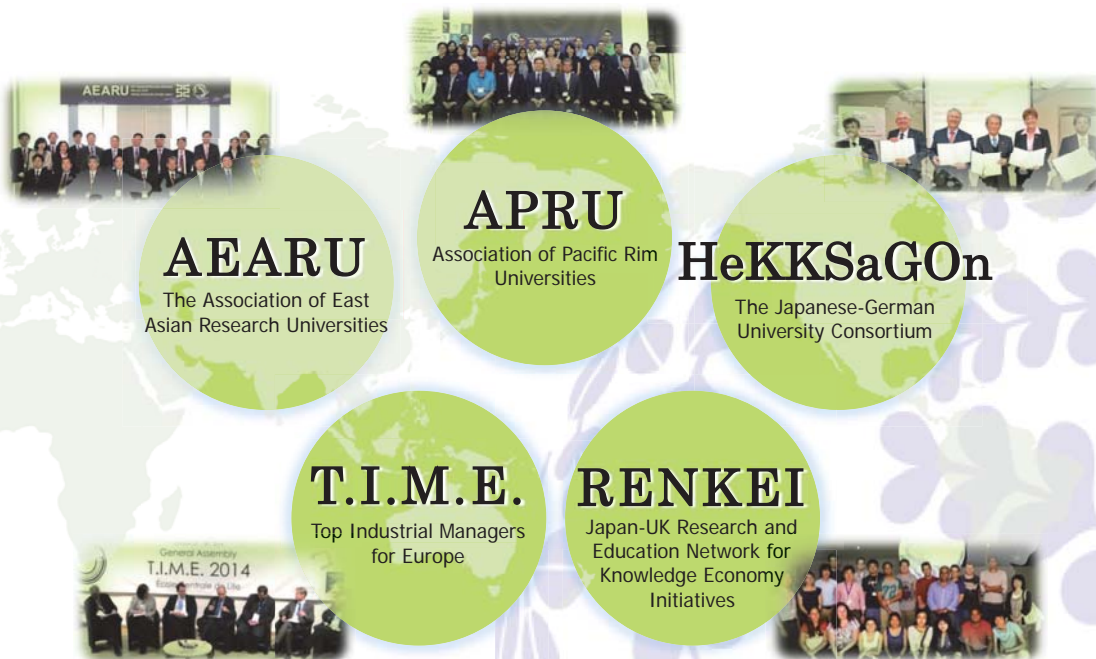 AEARU
APRU
Association of Pacific Rim
Universities
AEARU
The Association of East
Asian Research Universities
HeKKSaGOn
The Japanese-German
University Consortium
T.I.M.E.
Top Industrial Managers
for Europe
RENKEI
Japan-UK Research and
Education Network for
Knowledge Economy
Initiatives
General Assembly
T.I.M.E. 2014